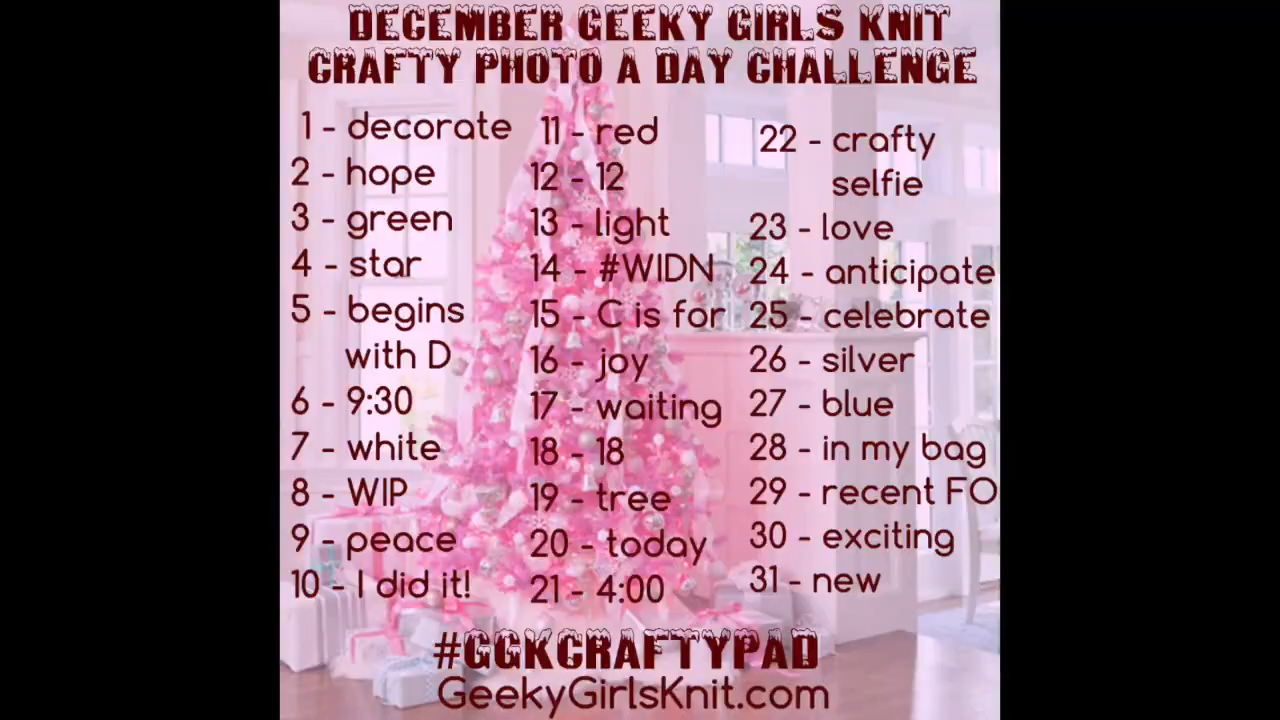 DECEMBER GEEKY GIRLS KNIT
CRAFTY PHOTO A DAY CHALLENGE
1 - decorate
2 - hope
3 - green
4 - star
5 - begins
with D
6 - 9:30
7 - white
8 - WIP
9 - peace
10 - I did it!
11 - red
12 - 12
13 - light
14 - #WIDN
15 - C is for
16 - joy
17 - waiting
18 - 18
19 - tree
20 - today
21 - 4:00
22 - crafty
selfie
23 - love
24 - anticipate
25 - celebrate
26 - silver
27 - blue
28 - in my bag
29 - recent FO
30 - exciting
31 - new
#GGKCRAFTYPAD
GeekyGirlsKnit.com